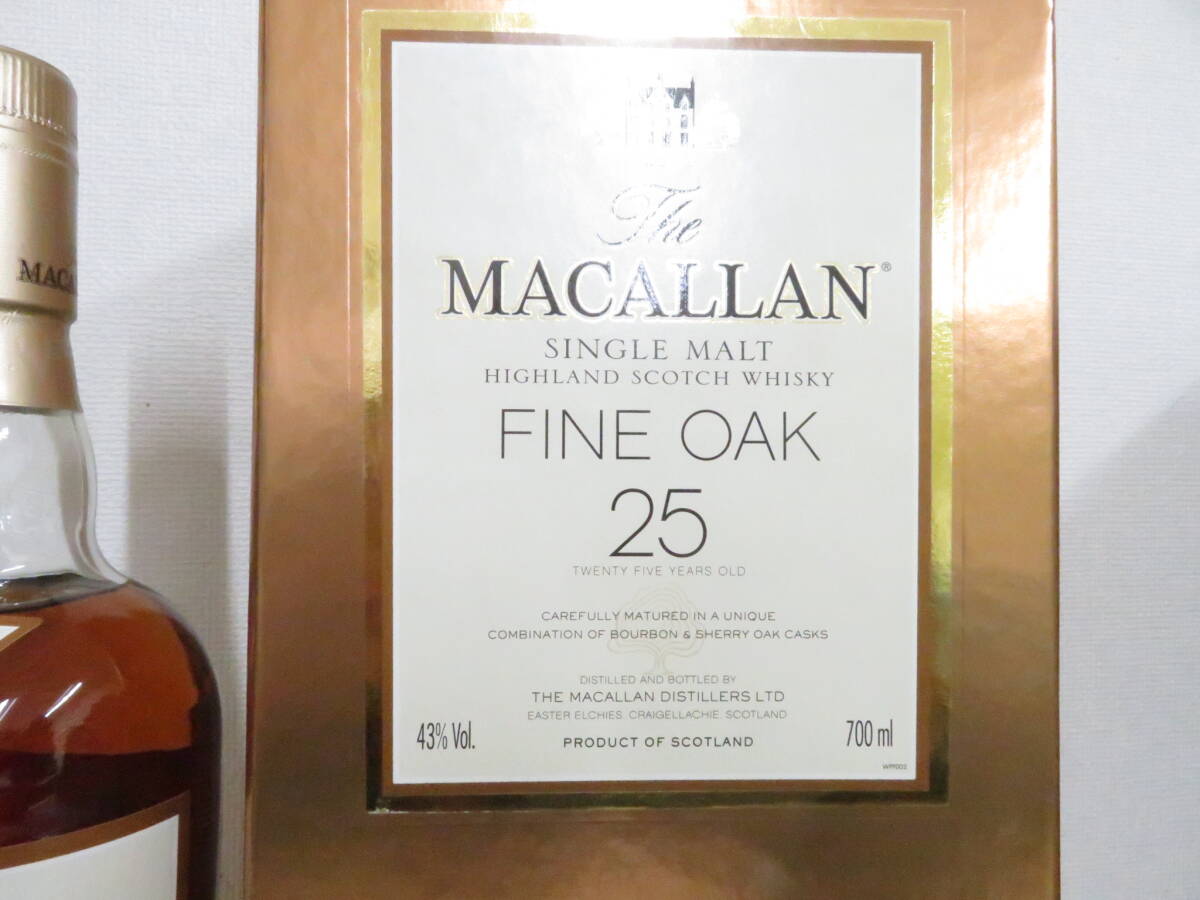 The
MACALLAN®
SINGLE MALT
HIGHLAND SCOTCH WHISKY
FINE OAK
25
TWENTY FIVE YEARS OLD
CAREFULLY MATURED IN A UNIQUE
COMBINATION OF BOURBON & SHERRY OAK CASKS
DISTILLED AND BOTTLED BY
THE MACALLAN DISTILLERS LTD
EASTER ELCHIES, CRAIGELLACHIE, SCOTLAND
43% Vol.
PRODUCT OF SCOTLAND
700 ml
MACA